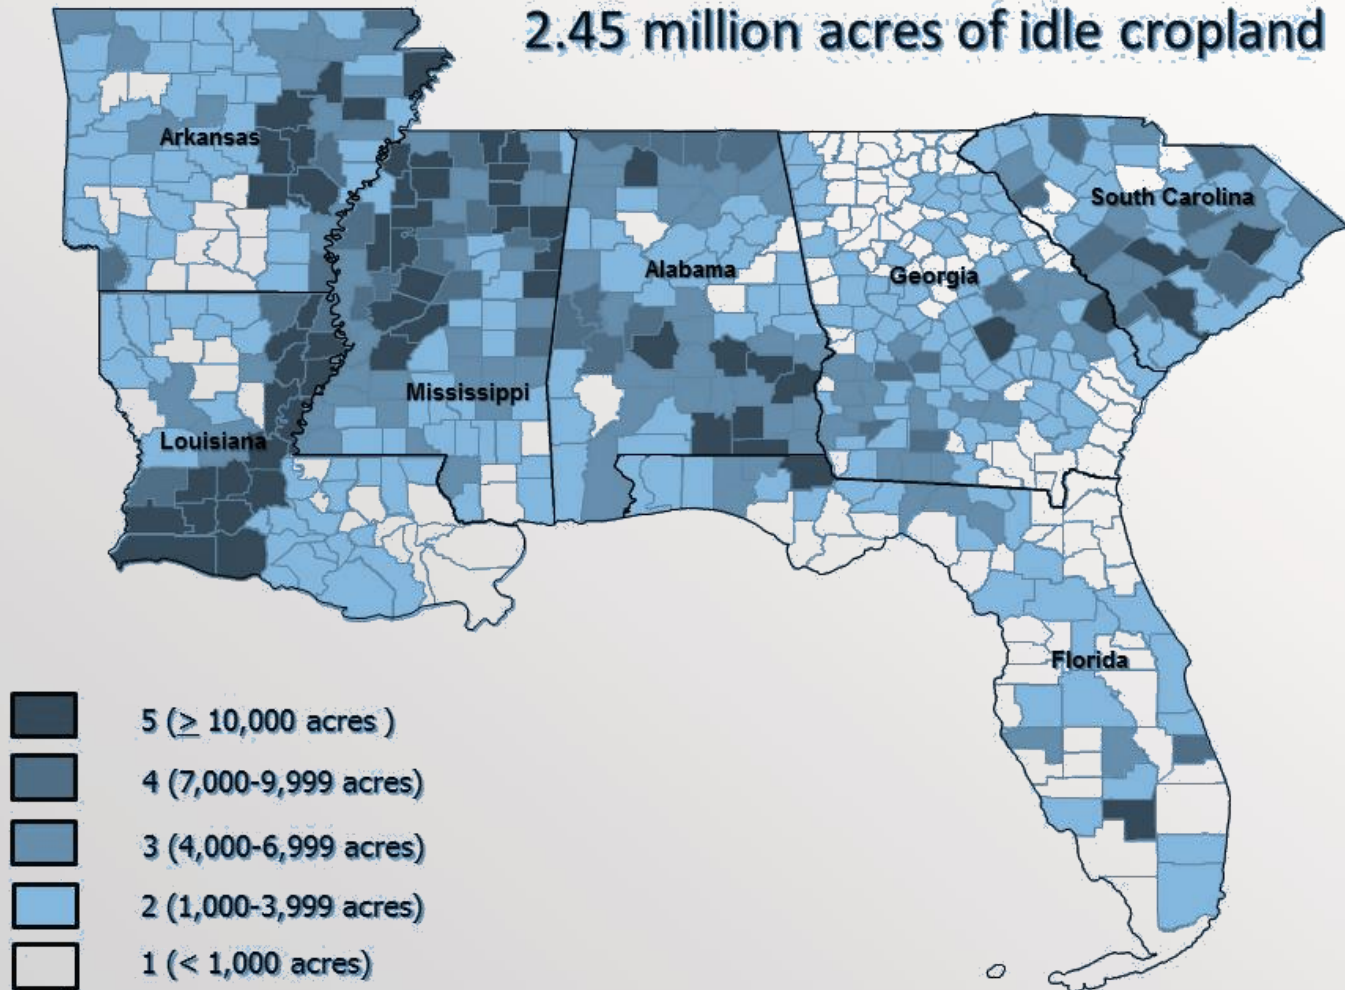 2.45 million acres of idle cropland
Arkansas
South Carolina
Alabama
Georgia
Mississippi
Louisiana
Florida
5 (≥ 10,000 acres )
4 (7,000-9,999 acres)
3 (4,000-6,999 acres)
2 (1,000-3,999 acres)
1 (< 1,000 acres)